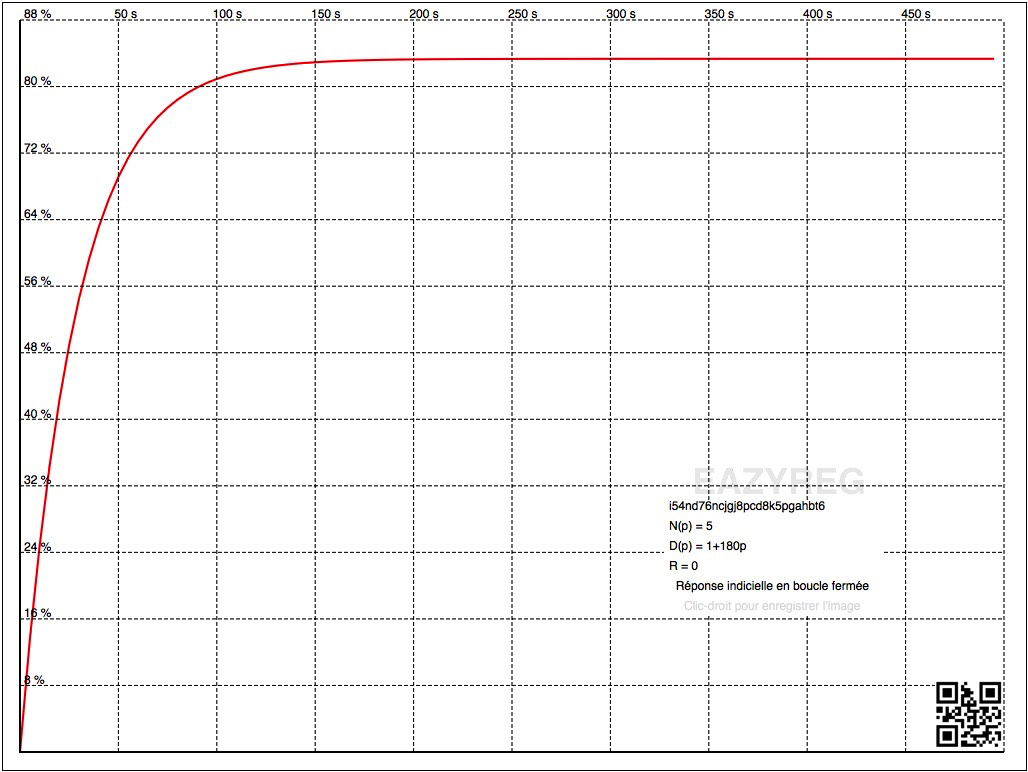 88 % 50 s 100 s 150 s 200 s 250 s 300 s 350 s 400 s 450 s
80 %
72 %
64 %
56 %
48 %
40 %
32 %
EAZYREG
i54nd76ncjgj8pcd8k5pgahbt6
N(p) = 5
24 %
D(p) = 1+180p
R = 0
Réponse indicielle en boucle fermée
Clic-droit pour enregistrer l'image
16 %
8 %